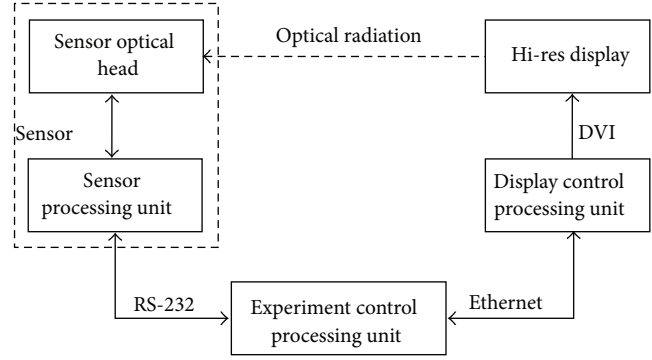 Sensor optical
head
Optical radiation
Hi-res display
Sensor
DVI
Sensor
processing unit
Display control
processing unit
RS-232
Experiment control
processing unit
Ethernet